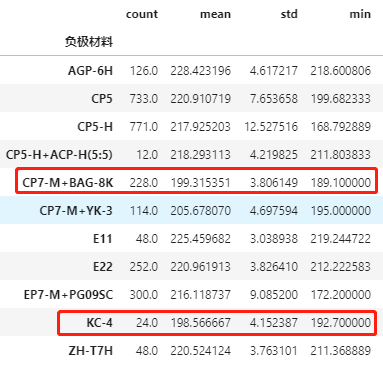 count mean std min
负极材料
AGP-6H 126.0 228.423196 4.617217 218.600806
CP5 733.0 220.910719 7.653658 199.682333
CP5-H 771.0 217.925203 12.527516 168.792889
CP5-H+ACP-H(5:5) 12.0 218.293113 4.219825 211.803833
CP7-M+BAG-8K 228.0 199.315351 3.806149 189.100000
CP7-M+YK-3 114.0 205.678070 4.697594 195.000000
E11 48.0 225.459682 3.038938 219.244722
E22 252.0 220.961913 3.826410 212.222583
EP7-M+PG09SC 300.0 216.118737 9.085200 172.200000
KC-4 24.0 198.566667 4.152387 192.700000
ZH-T7H 48.0 220.524124 3.763101 211.368889